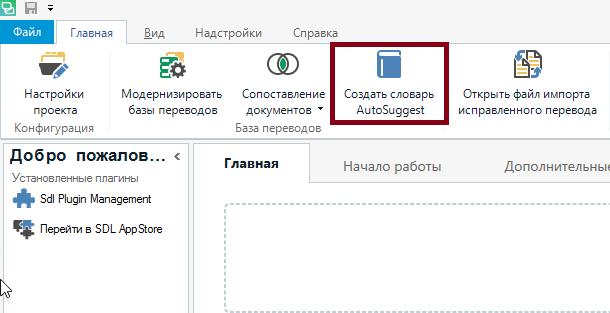 Файл Главная Вид Надстройки Справка
Настройки проекта
Модернизировать базы переводов
Сопоставление документов
Создать словарь AutoSuggest
Открыть файл импорта исправленного перевода
Конфигурация База переводов
Добро пожалов...
Установленные плагины
Sdl Plugin Management
Перейти в SDL AppStore
Главная Начало работы Дополнительные